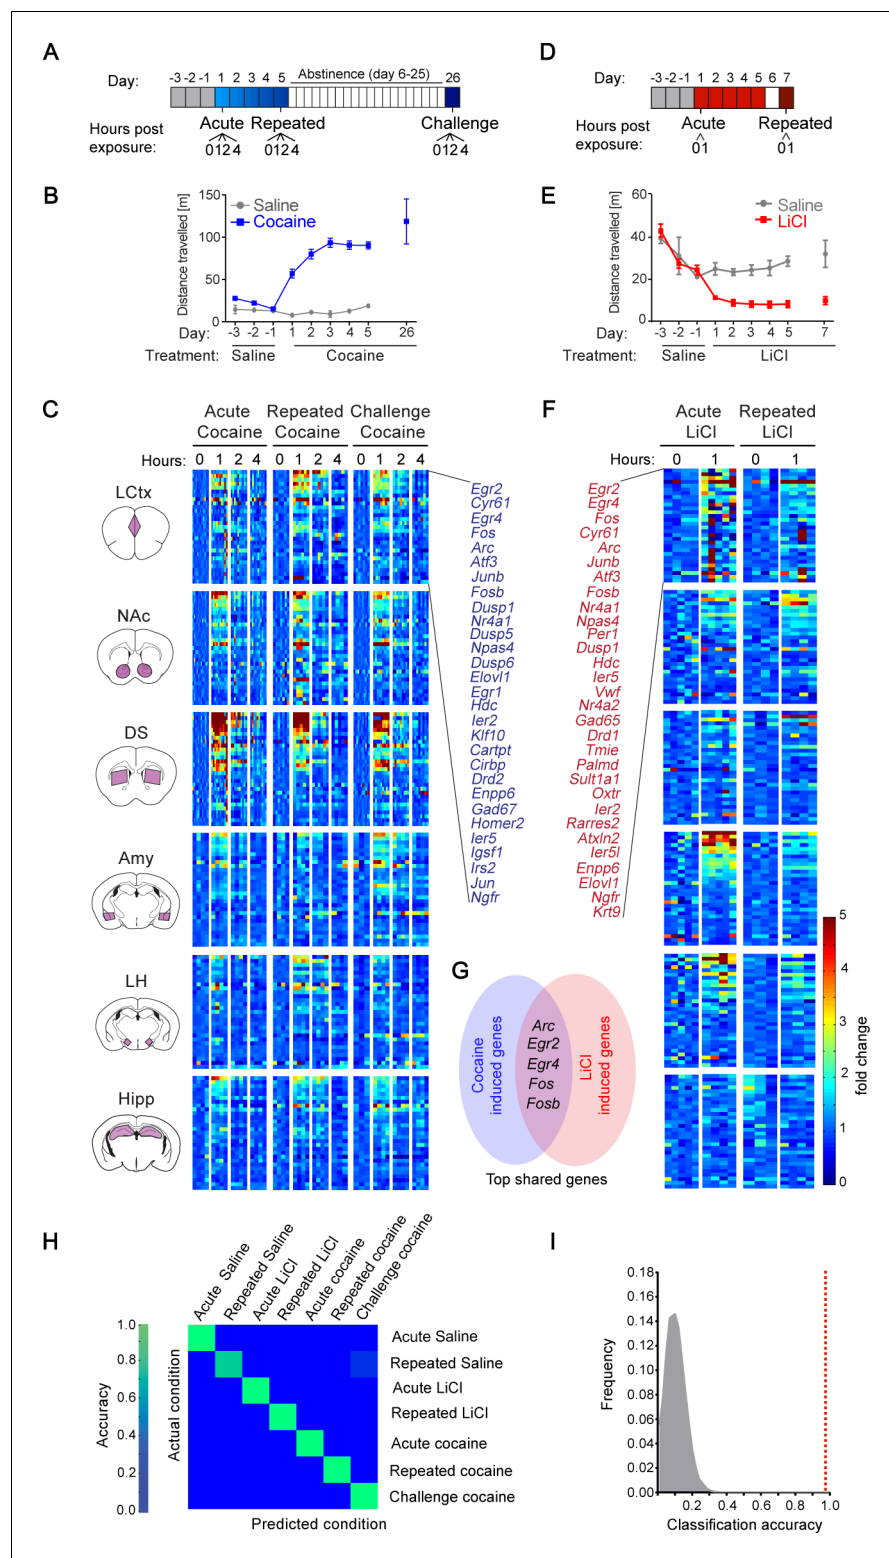 A
Day:
-3 -2 -1 1 2 3 4 5
Abstinence (day 6-25)
26
Hours post
exposure:
Acute
Repeated
Challenge
0124
0124
0124
D
Day:
-3 -2 -1 1 2 3 4 5 6 7
Hours post
exposure:
Acute
Repeated
01
01
B
Distance travelled [m]
150
100
50
0
Saline
Cocaine
Day:
-3 -2 -1 1 2 3 4 5 26
Treatment:
Saline
Cocaine
E
Distance travelled [m]
60
40
20
0
Saline
LiCl
Day:
-3 -2 -1 1 2 3 4 5 7
Treatment:
Saline
LiCl
C
Acute
Cocaine
Repeated
Cocaine
Challenge
Cocaine
Hours:
0 1 2 4 0 1 2 4 0 1 2 4
LCtx
NAc
DS
Amy
LH
Hipp
Egr2
Cyr61
Egr4
Fos
Arc
Atf3
Junb
Fosb
Dusp1
Nr4a1
Dusp5
Npas4
Dusp6
Elovl1
Egr1
Hdc
Ier2
Klf10
Cartpt
Cirbp
Drd2
Enpp6
Gad67
Homer2
Ier5
Igsf1
Irs2
Jun
Ngfr
F
Acute
LiCl
Repeated
LiCl
Hours:
0 1 0 1
Egr2
Egr4
Fos
Cyr61
Arc
Junb
Atf3
Fosb
Nr4a1
Npas4
Per1
Dusp1
Hdc
Ier5
Vwf
Nr4a2
Gad65
Drd1
Tmie
Palmd
Sult1a1
Oxtr
Ier2
Rarres2
Atxln2
Ier5l
Enpp6
Elovl1
Ngfr
Krt9
5
4
3
2
1
0
fold change
G
Cocaine
induced genes
Arc
Egr2
Egr4
Fos
Fosb
LiCl
induced genes
Top shared genes
H
Acute Saline
Repeated Saline
Acute LiCl
Repeated LiCl
Acute cocaine
Repeated cocaine
Challenge cocaine
Accuracy
1.0
0.8
0.6
0.4
0.2
0.0
Actual condition
Acute Saline
Repeated Saline
Acute LiCl
Repeated LiCl
Acute cocaine
Repeated cocaine
Challenge cocaine
Predicted condition
I
Frequency
0.18
0.16
0.14
0.12
0.10
0.08
0.06
0.04
0.02
0.00
0.0 0.2 0.4 0.6 0.8 1.0
Classification accuracy